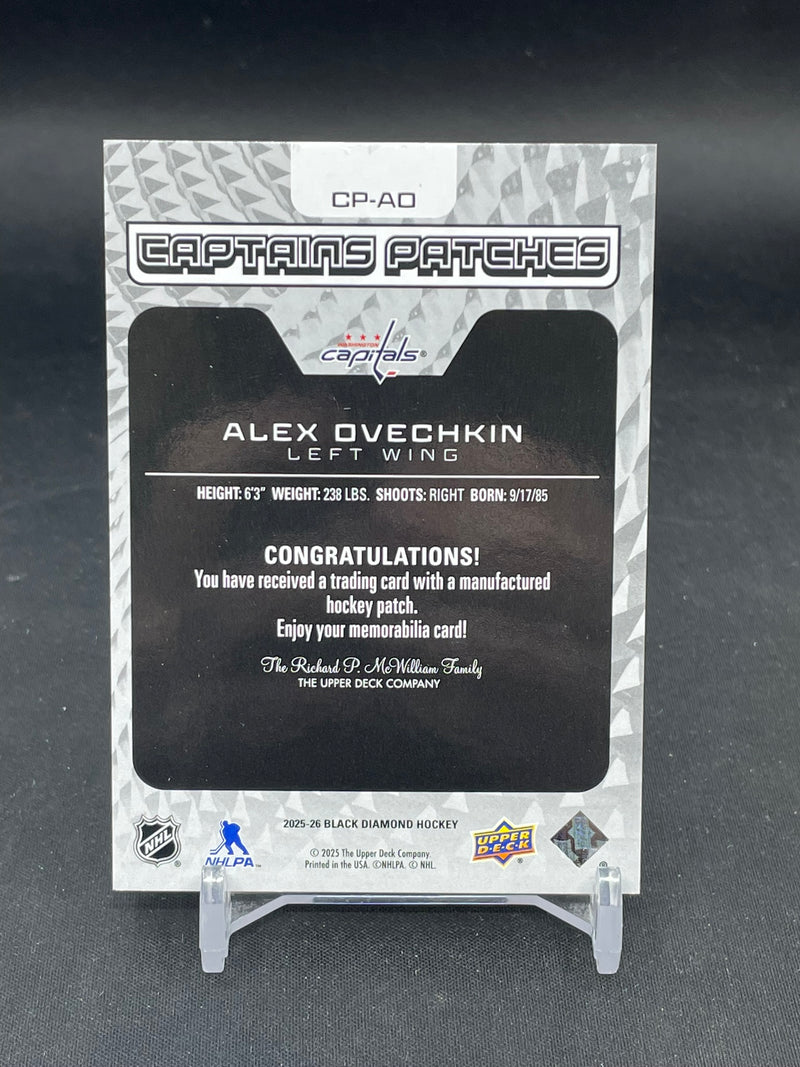 CP-AO
CAPTAINS PATCHES
WASHINGTON
capitals®
ALEX OVECHKIN
LEFT WING
HEIGHT: 6'3" WEIGHT: 238 LBS. SHOOTS: RIGHT BORN: 9/17/85
CONGRATULATIONS!
You have received a trading card with a manufactured
hockey patch.
Enjoy your memorabilia card!
The Richard P. McWilliam Family
THE UPPER DECK COMPANY
2025-26 BLACK DIAMOND HOCKEY
NHL ®
NHLPA™
© 2025 The Upper Deck Company.
Printed in the USA. ©NHLPA. © NHL.
UPPER
D•E•C•K ®
®